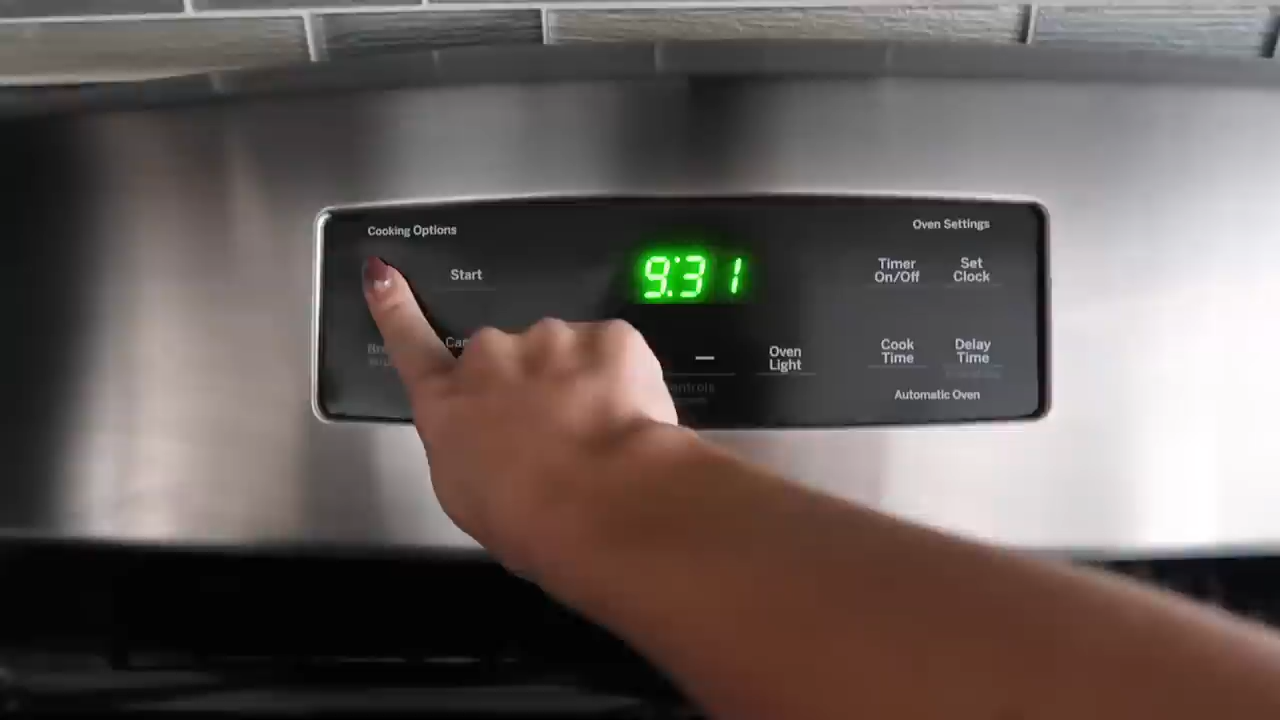 Cooking Options
Oven Settings
Start
9:31
Timer
On/Off
Set
Clock
Oven
Light
Cook
Time
Delay
Time
Automatic Oven